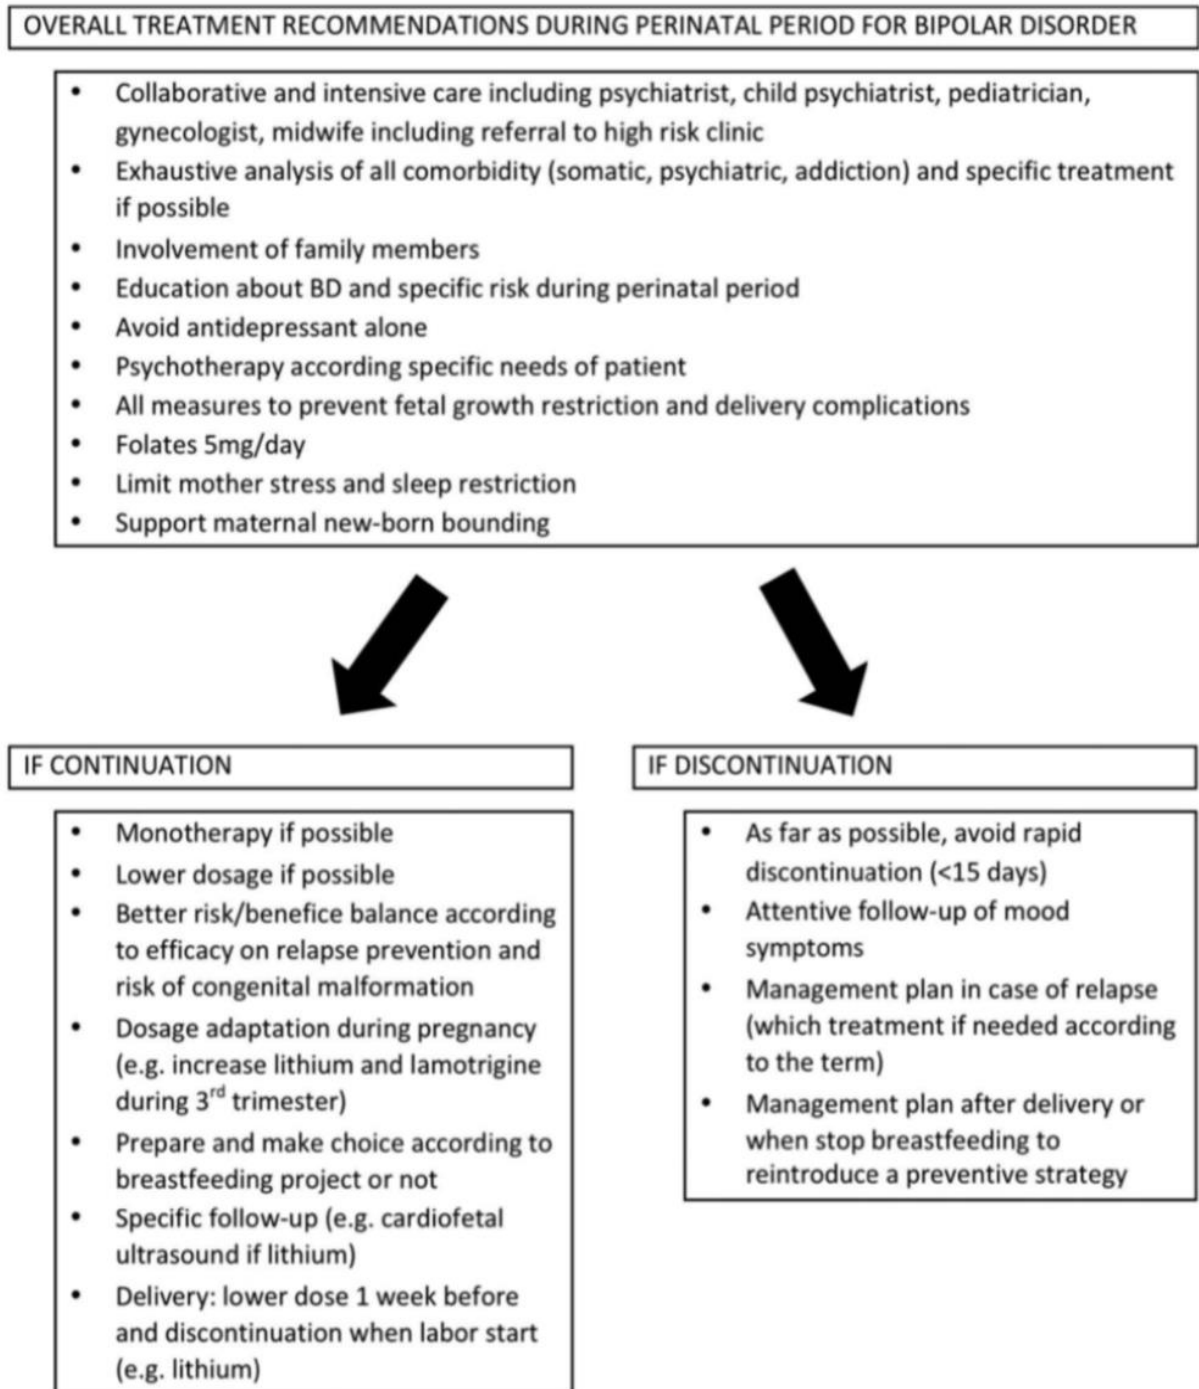 OVERALL TREATMENT RECOMMENDATIONS DURING PERINATAL PERIOD FOR BIPOLAR DISORDER
• Collaborative and intensive care including psychiatrist, child psychiatrist, pediatrician,
gynecologist, midwife including referral to high risk clinic
• Exhaustive analysis of all comorbidity (somatic, psychiatric, addiction) and specific treatment
if possible
• Involvement of family members
• Education about BD and specific risk during perinatal period
• Avoid antidepressant alone
• Psychotherapy according specific needs of patient
• All measures to prevent fetal growth restriction and delivery complications
• Folates 5mg/day
• Limit mother stress and sleep restriction
• Support maternal new-born bounding
IF CONTINUATION
• Monotherapy if possible
• Lower dosage if possible
• Better risk/benefice balance according
to efficacy on relapse prevention and
risk of congenital malformation
• Dosage adaptation during pregnancy
(e.g. increase lithium and lamotrigine
during 3rd trimester)
• Prepare and make choice according to
breastfeeding project or not
• Specific follow-up (e.g. cardiofetal
ultrasound if lithium)
• Delivery: lower dose 1 week before
and discontinuation when labor start
(e.g. lithium)
IF DISCONTINUATION
• As far as possible, avoid rapid
discontinuation (<15 days)
• Attentive follow-up of mood
symptoms
• Management plan in case of relapse
(which treatment if needed according
to the term)
• Management plan after delivery or
when stop breastfeeding to
reintroduce a preventive strategy